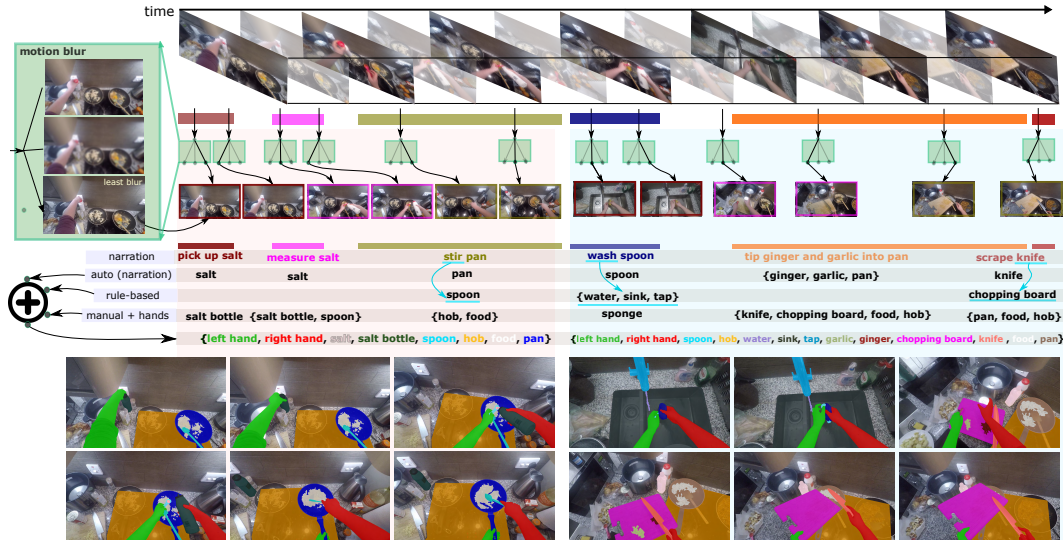 time
motion blur
least blur
narration
pick up salt
measure salt
stir pan
wash spoon
tip ginger and garlic into pan
scrape knife
auto (narration)
salt
salt
pan
spoon
{ginger, garlic, pan}
knife
rule-based
spoon
{water, sink, tap}
chopping board
manual + hands
salt bottle
{salt bottle, spoon}
{hob, food}
sponge
{knife, chopping board, food, hob}
{pan, food, hob}
{left hand, right hand, salt, salt bottle, spoon, hob, food, pan}
{left hand, right hand, spoon, hob, water, sink, tap, garlic, ginger, chopping board, knife, food, pan}